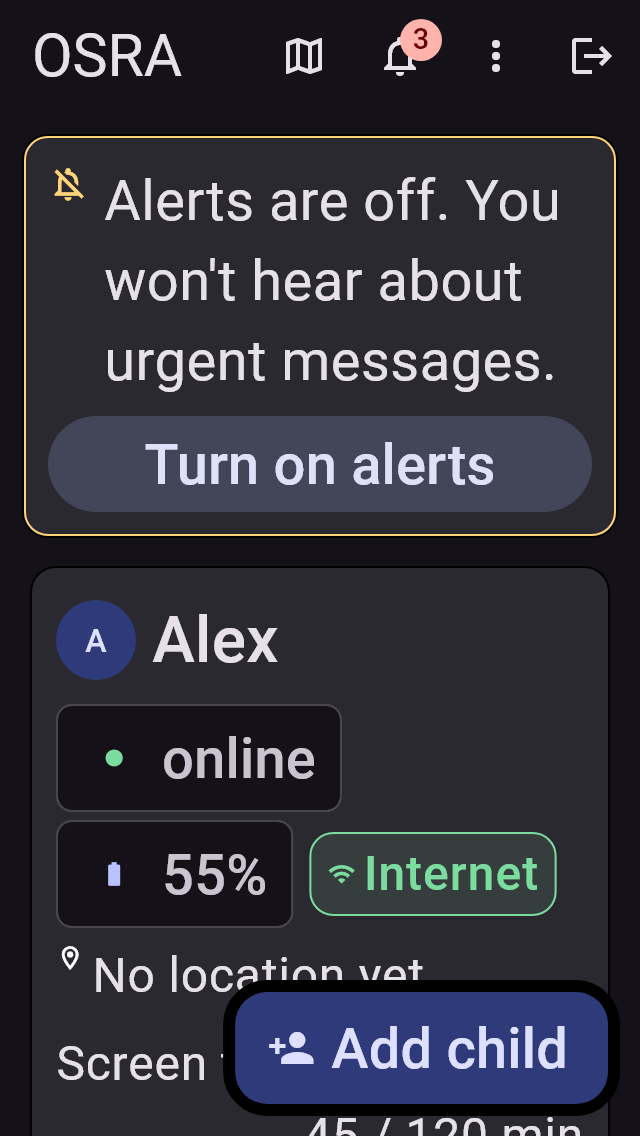 OSRA
3
Alerts are off. You
won't hear about
urgent messages.
Turn on alerts
A
Alex
online
55%
Internet
No location yet
Screen
Add child
45 / 120 min